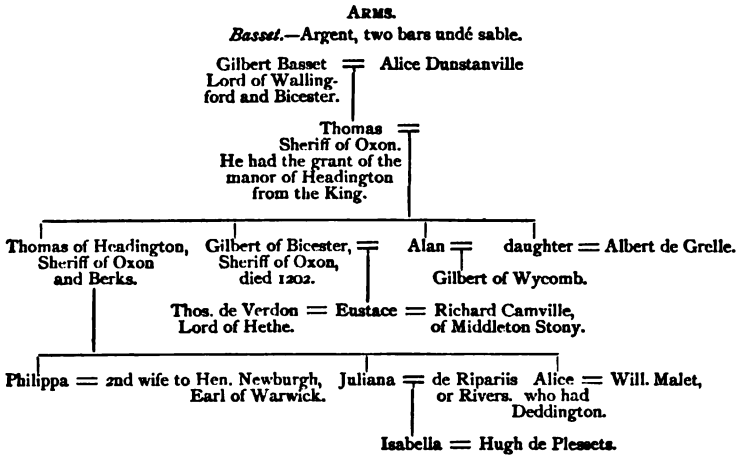 ARMS.
Basset.—Argent, two bars undé sable.
Gilbert Basset = Alice Dunstanville
Lord of Walling-
ford and Bicester.
Thomas =
Sheriff of Oxon.
He had the grant of the
manor of Headington
from the King.
Thomas of Headington,
Sheriff of Oxon
and Berks.
Gilbert of Bicester, =
Sheriff of Oxon,
died 1202.
Alan =
daughter = Albert de Grelle.
Gilbert of Wycomb.
Thos. de Verdon = Eustace = Richard Camville,
Lord of Hethe.
of Middleton Stony.
Philippa = 2nd wife to Hen. Newburgh,
Earl of Warwick.
Juliana = de Ripariis
or Rivers.
Alice = Will. Malet,
who had
Deddington.
Isabella = Hugh de Plessets.